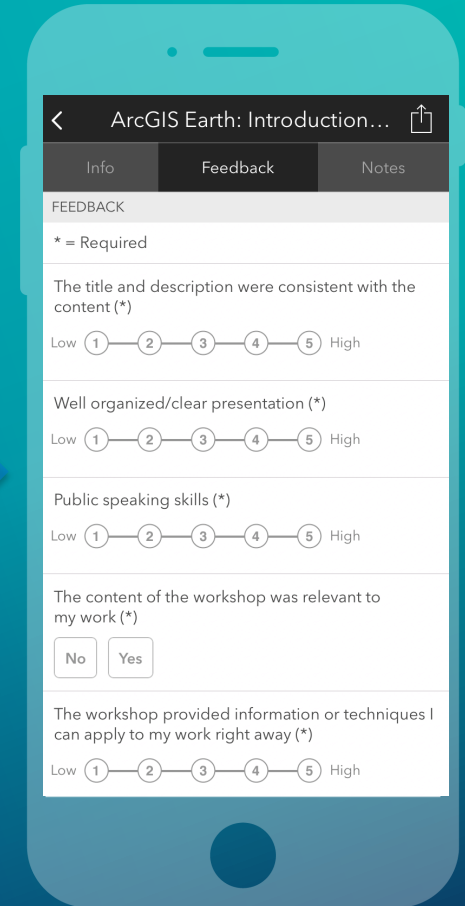 ArcGIS Earth: Introduction...
Info Feedback Notes
FEEDBACK
* = Required
The title and description were consistent with the
content (*)
Low 1 2 3 4 5 High
Well organized/clear presentation (*)
Low 1 2 3 4 5 High
Public speaking skills (*)
Low 1 2 3 4 5 High
The content of the workshop was relevant to
my work (*)
No Yes
The workshop provided information or techniques I
can apply to my work right away (*)
Low 1 2 3 4 5 High